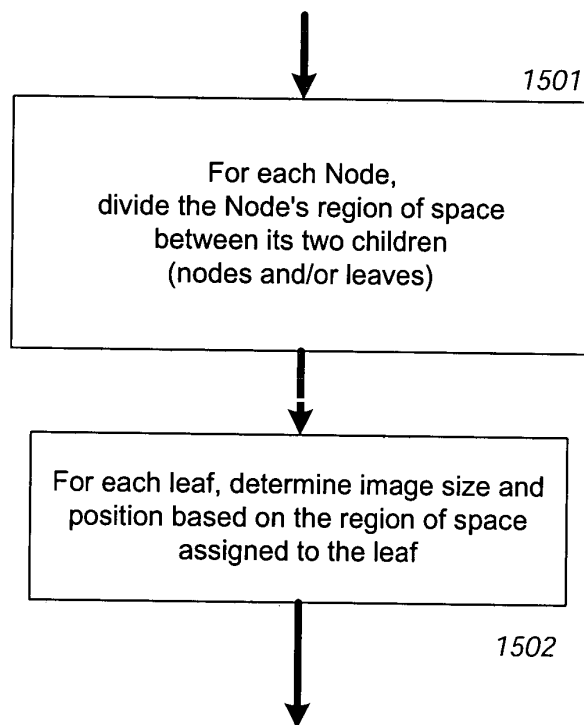 1501
For each Node,
divide the Node's region of space
between its two children
(nodes and/or leaves)
For each leaf, determine image size and
position based on the region of space
assigned to the leaf
1502